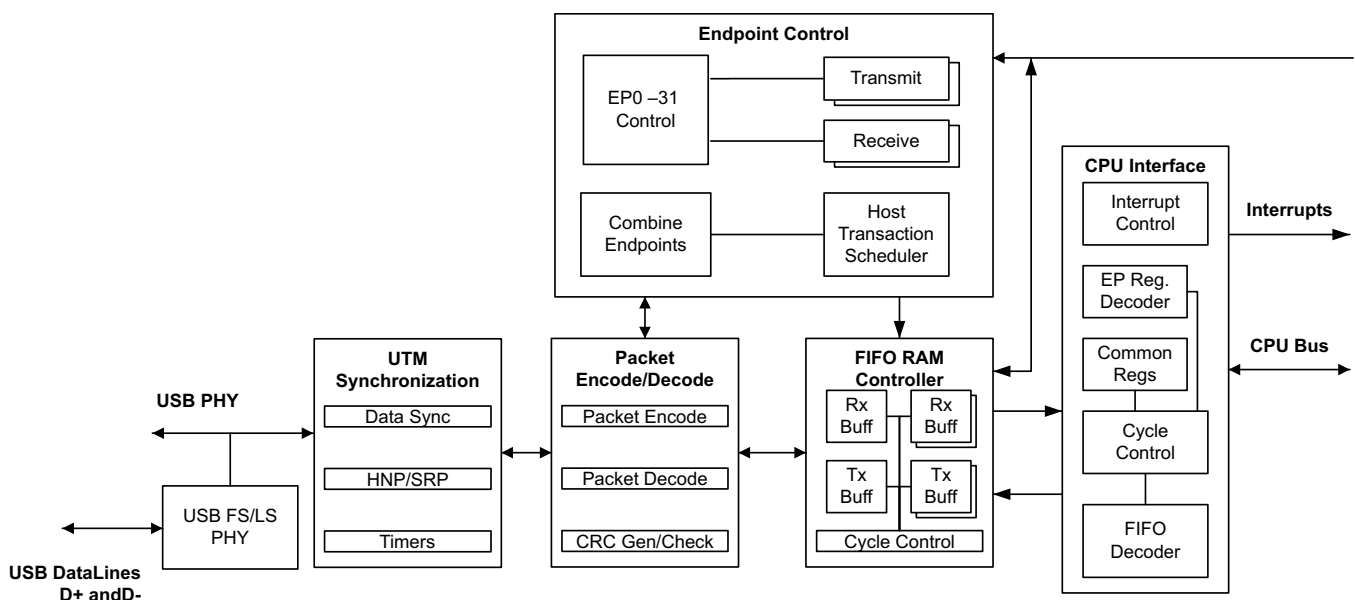 Endpoint Control
EP0 –31
Control
Transmit
Receive
Combine
Endpoints
Host
Transaction
Scheduler
CPU Interface
Interrupt
Control
Interrupts
EP Reg.
Decoder
Common
Regs
CPU Bus
Cycle
Control
FIFO
Decoder
UTM
Synchronization
Data Sync
HNP/SRP
Timers
Packet
Encode/Decode
Packet Encode
Packet Decode
CRC Gen/Check
FIFO RAM
Controller
Rx
Buff
Rx
Buff
Tx
Buff
Tx
Buff
Cycle Control
USB PHY
USB FS/LS
PHY
USB DataLines
D+ andD-